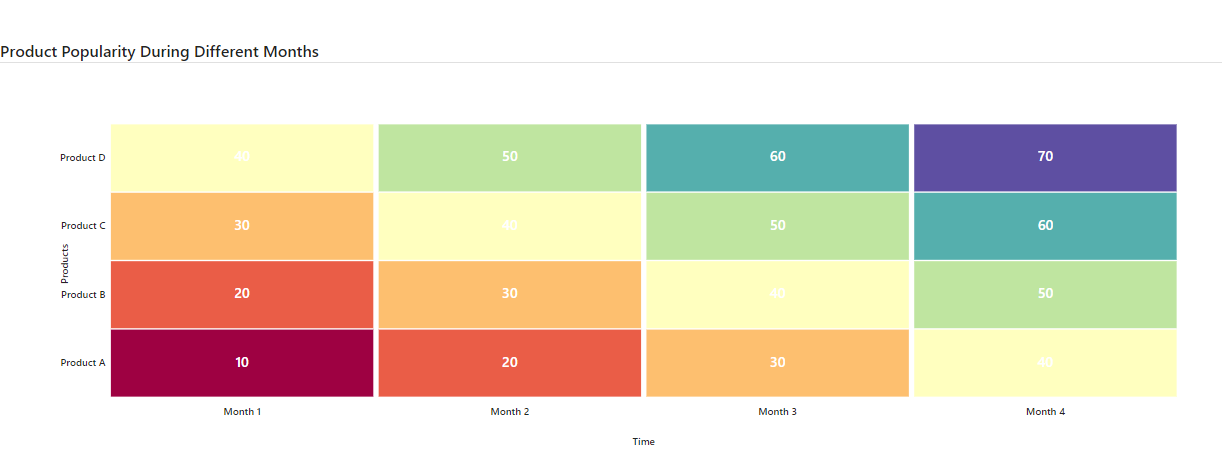 Product Popularity During Different Months
Product D
40
50
60
70
Product C
30
40
50
60
Products
Product B
20
30
40
50
Product A
10
20
30
40
Month 1
Month 2
Month 3
Month 4
Time